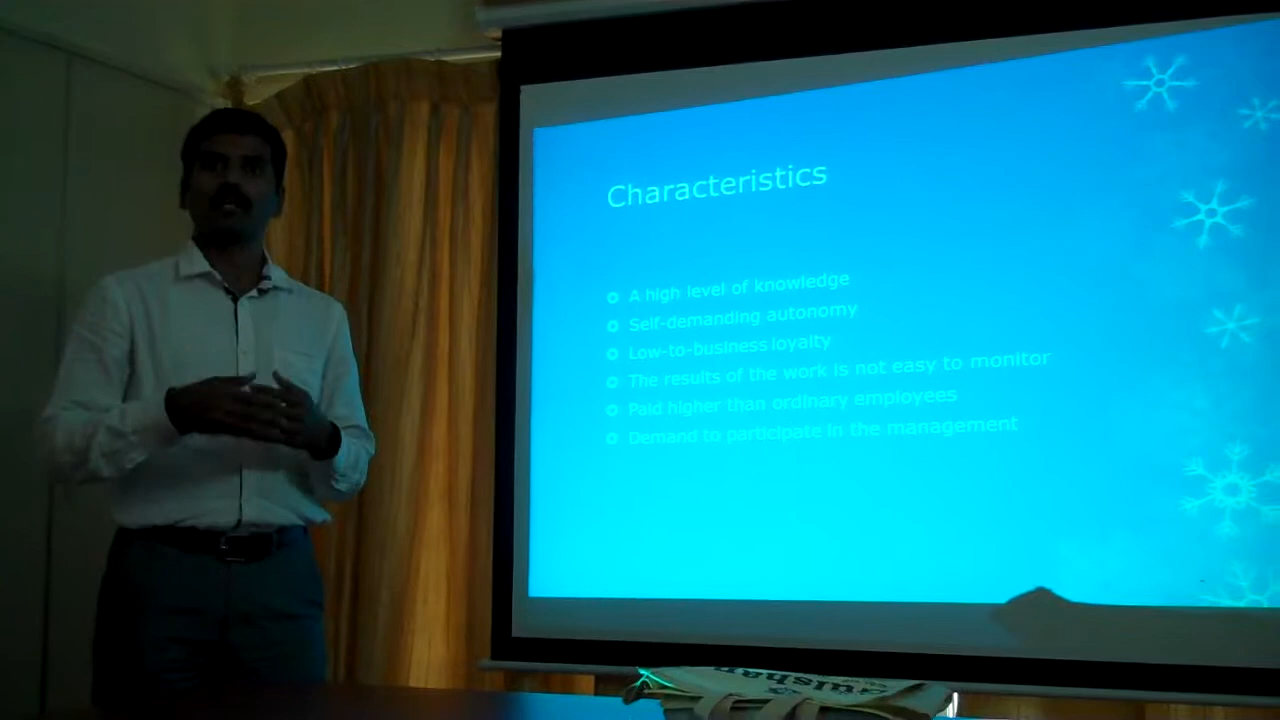 Characteristics
A high level of knowledge
Self-demanding autonomy
Low-to-business loyalty
The results of the work is not easy to monitor
Paid higher than ordinary employees
Demand to participate in the management
Gulshan